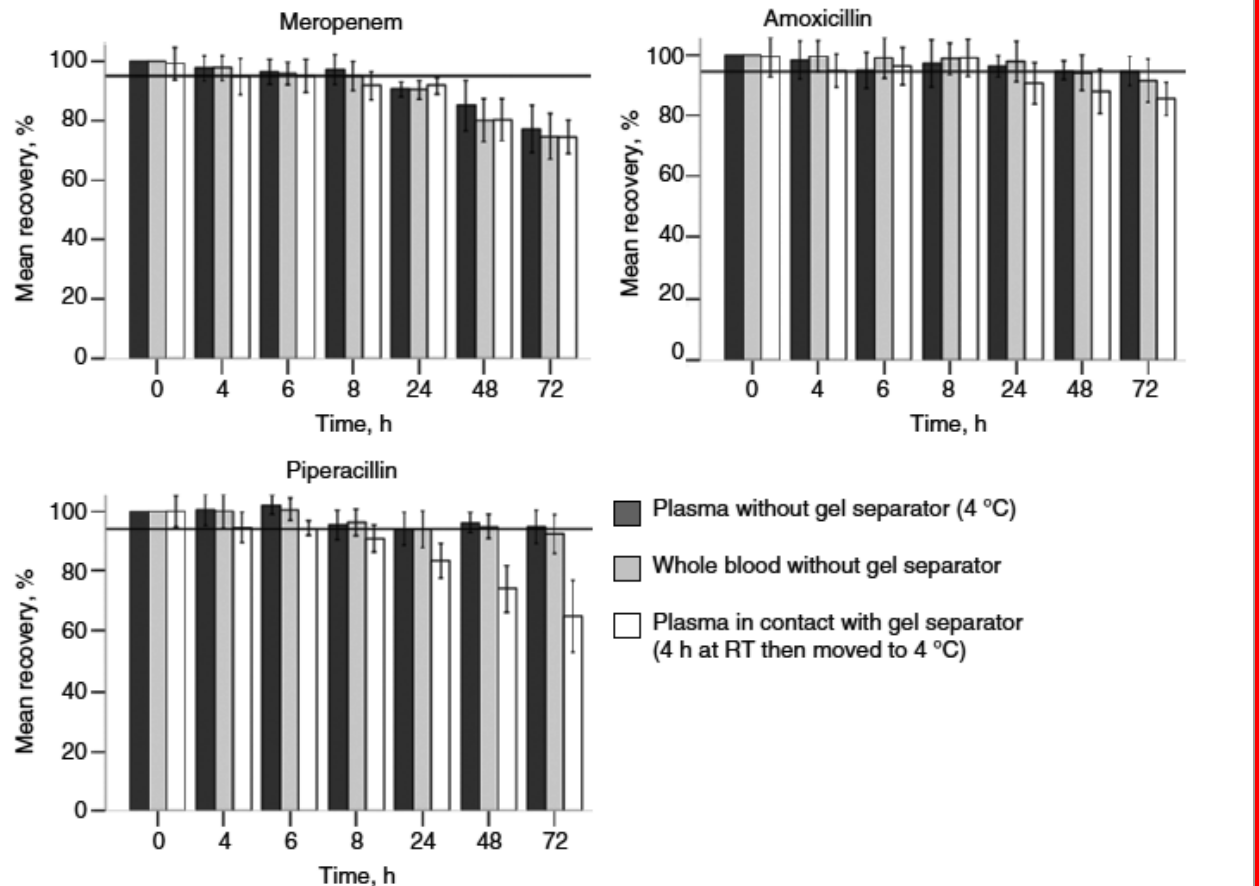 Meropenem
Mean recovery, %
100
80
60
40
20
0
0 4 6 8 24 48 72
Time, h
Amoxicillin
Mean recovery, %
100
80
60
40
20
0
0 4 6 8 24 48 72
Time, h
Piperacillin
Mean recovery, %
100
80
60
40
20
0
0 4 6 8 24 48 72
Time, h
Plasma without gel separator (4 °C)
Whole blood without gel separator
Plasma in contact with gel separator
(4 h at RT then moved to 4 °C)